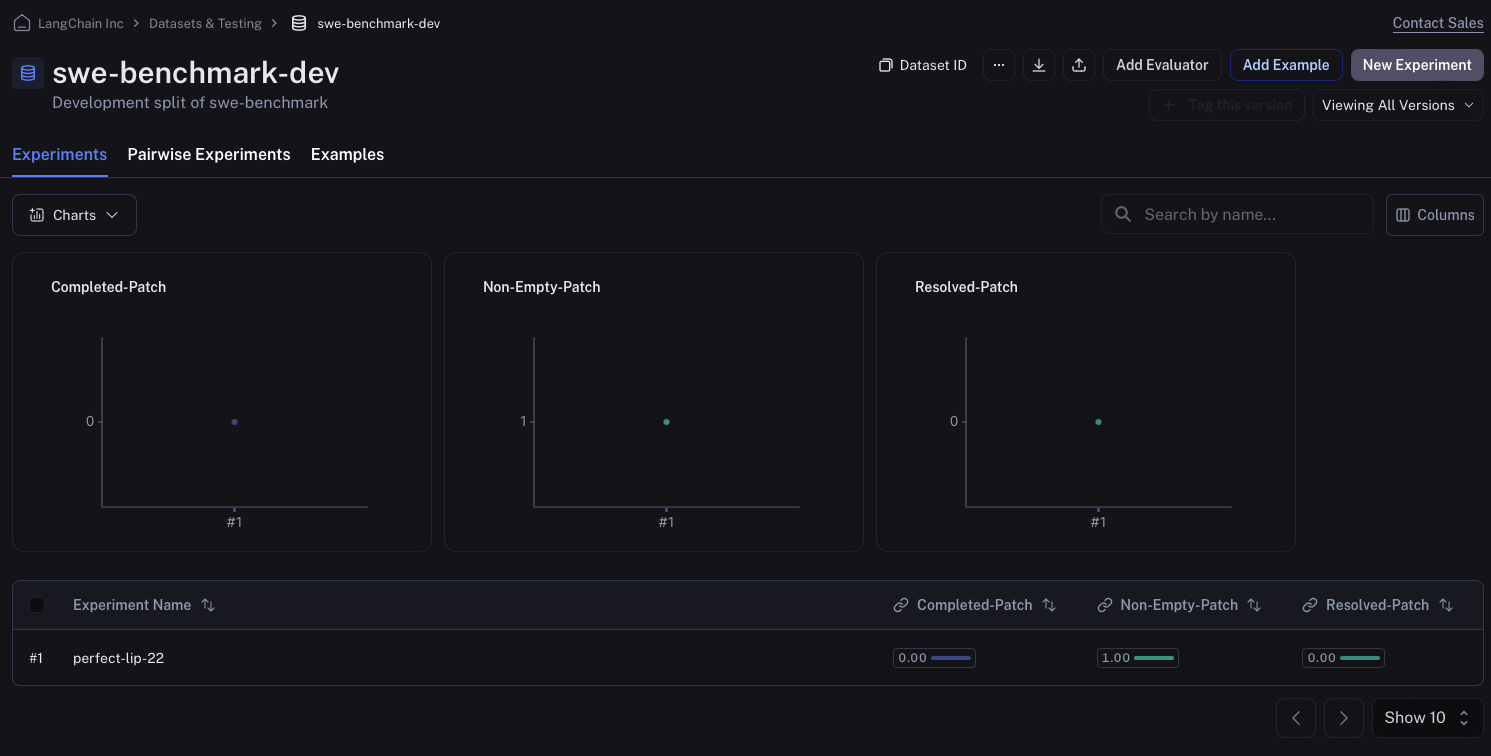 LangChain Inc > Datasets & Testing > swe-benchmark-dev
Contact Sales
swe-benchmark-dev
Development split of swe-benchmark
Dataset ID
...
Add Evaluator
Add Example
New Experiment
+ Tag this version
Viewing All Versions
Experiments
Pairwise Experiments
Examples
Charts
Search by name...
Columns
Completed-Patch
0
#1
Non-Empty-Patch
1
#1
Resolved-Patch
0
#1
Experiment Name Completed-Patch Non-Empty-Patch Resolved-Patch
#1 perfect-lip-22 0.00 1.00 0.00
Show 10